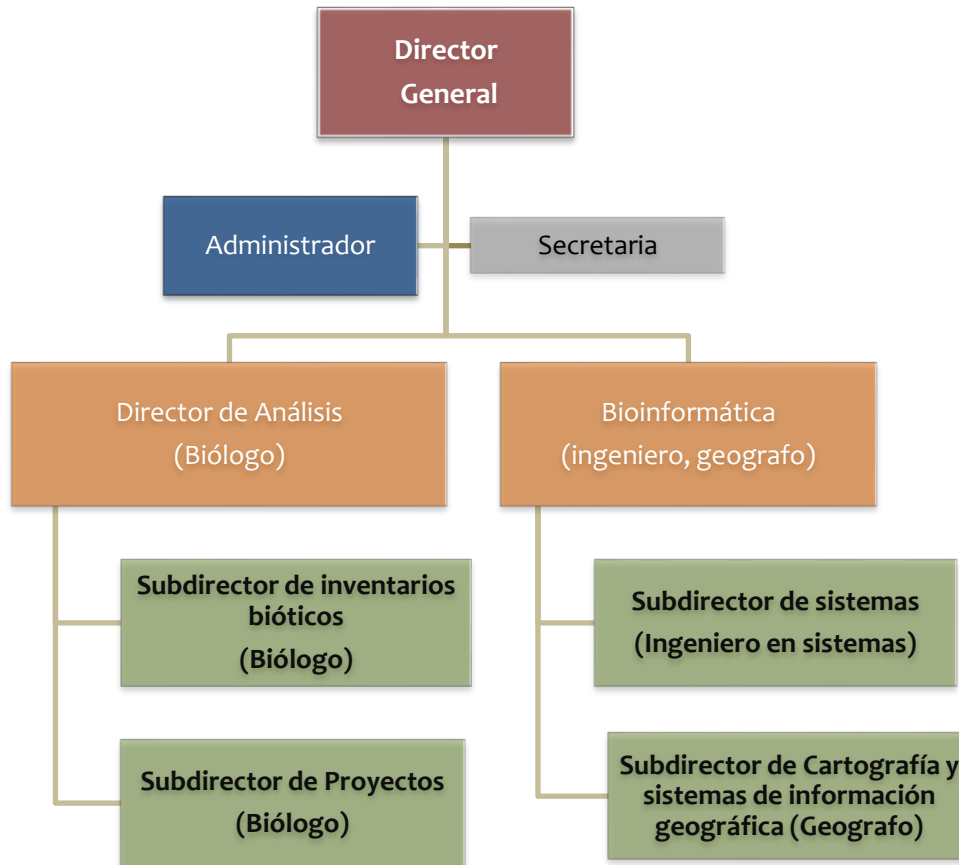 Director
General
Administrador
Secretaria
Director de Análisis
(Biólogo)
Bioinformática
(ingeniero, geografo)
Subdirector de inventarios
bióticos
(Biólogo)
Subdirector de sistemas
(Ingeniero en sistemas)
Subdirector de Proyectos
(Biólogo)
Subdirector de Cartografía y
sistemas de información
geográfica (Geografo)